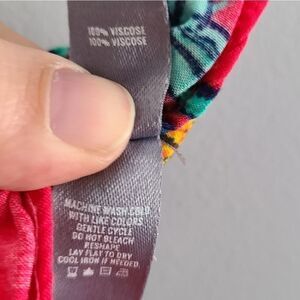 100% VISCOSE
100% VISCOSE
MACHINE WASH COLD
WITH LIKE COLORS
GENTLE CYCLE
DO NOT BLEACH
RESHAPE
LAY FLAT TO DRY
COOL IRON IF NEEDED